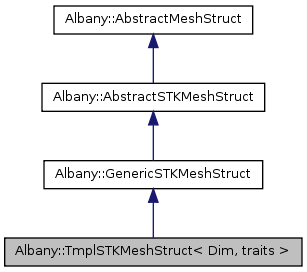 Albany::AbstractMeshStruct
Albany::AbstractSTKMeshStruct
Albany::GenericSTKMeshStruct
Albany::TmplSTKMeshStruct< Dim, traits >